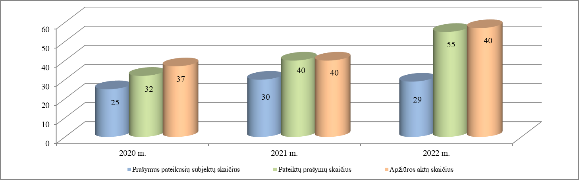 60
50
40
30
20
10
0
25
32
37
30
40
40
29
55
40
2020 m.
2021 m.
2022 m.
Prašymus pateikusių subjektų skaičius
Pateiktų prašymų skaičius
Apžiūros aktų skaičius